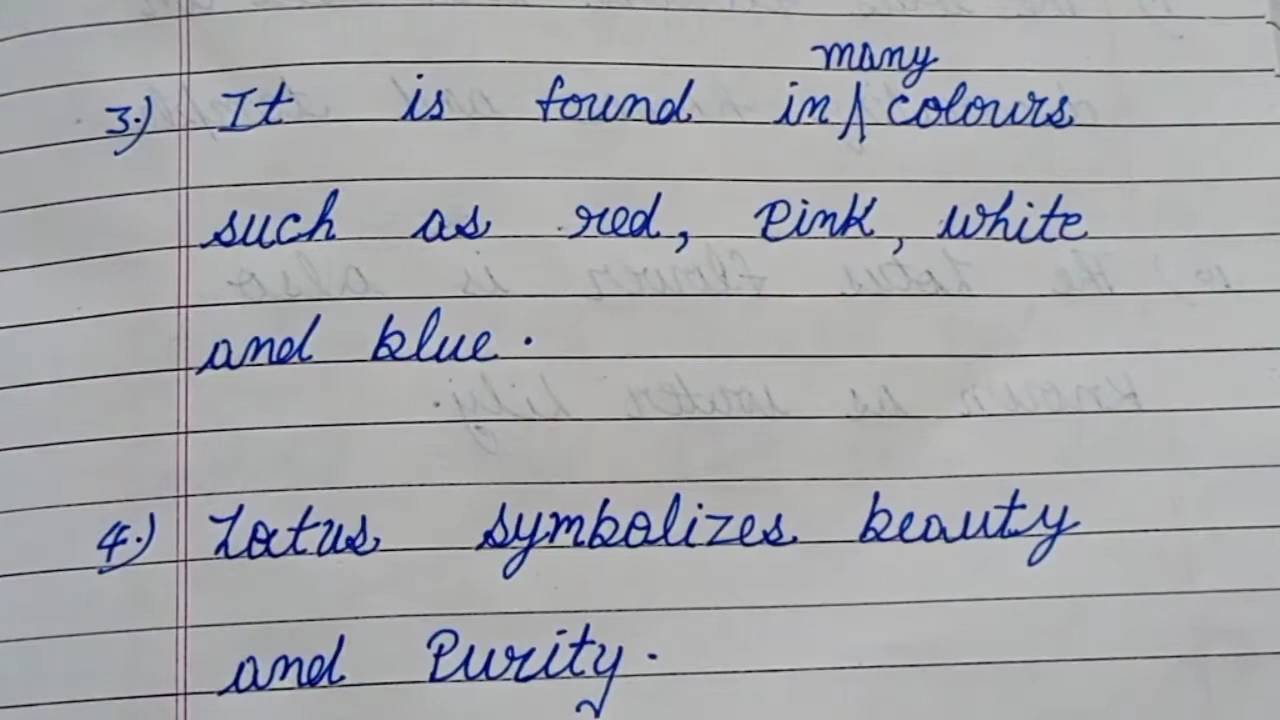 3.) It is found in many colours
such as red, pink, white
and blue.
4.) Lotus symbolizes beauty
and Purity.